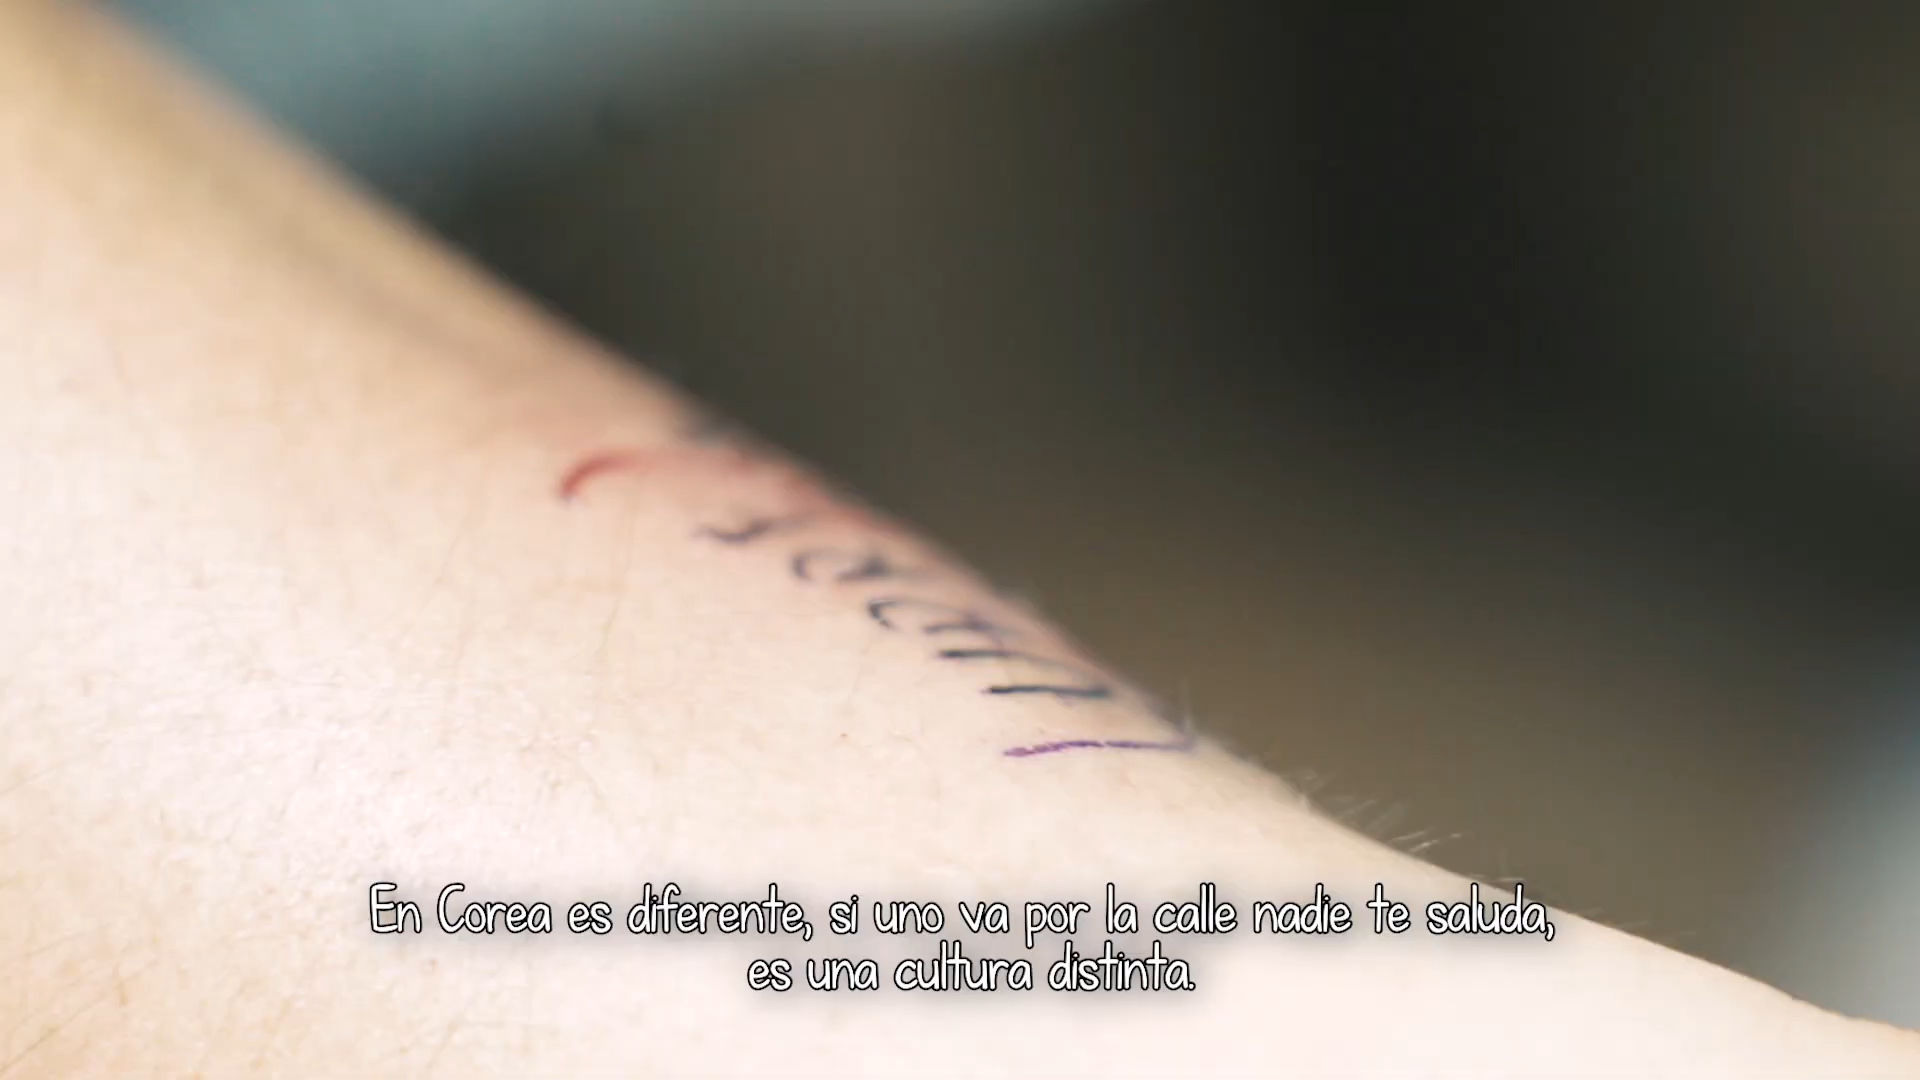 En Corea es diferente, si uno va por la calle nadie te saluda,
es una cultura distinta.